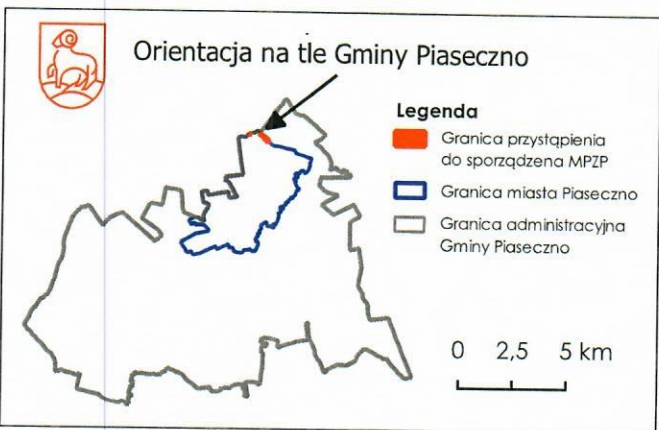 Orientacja na tle Gminy Piaseczno
Legenda
Granica przystąpienia
do sporządzena MPZP
Granica miasta Piaseczno
Granica administracyjna
Gminy Piaseczno
0 2,5 5 km